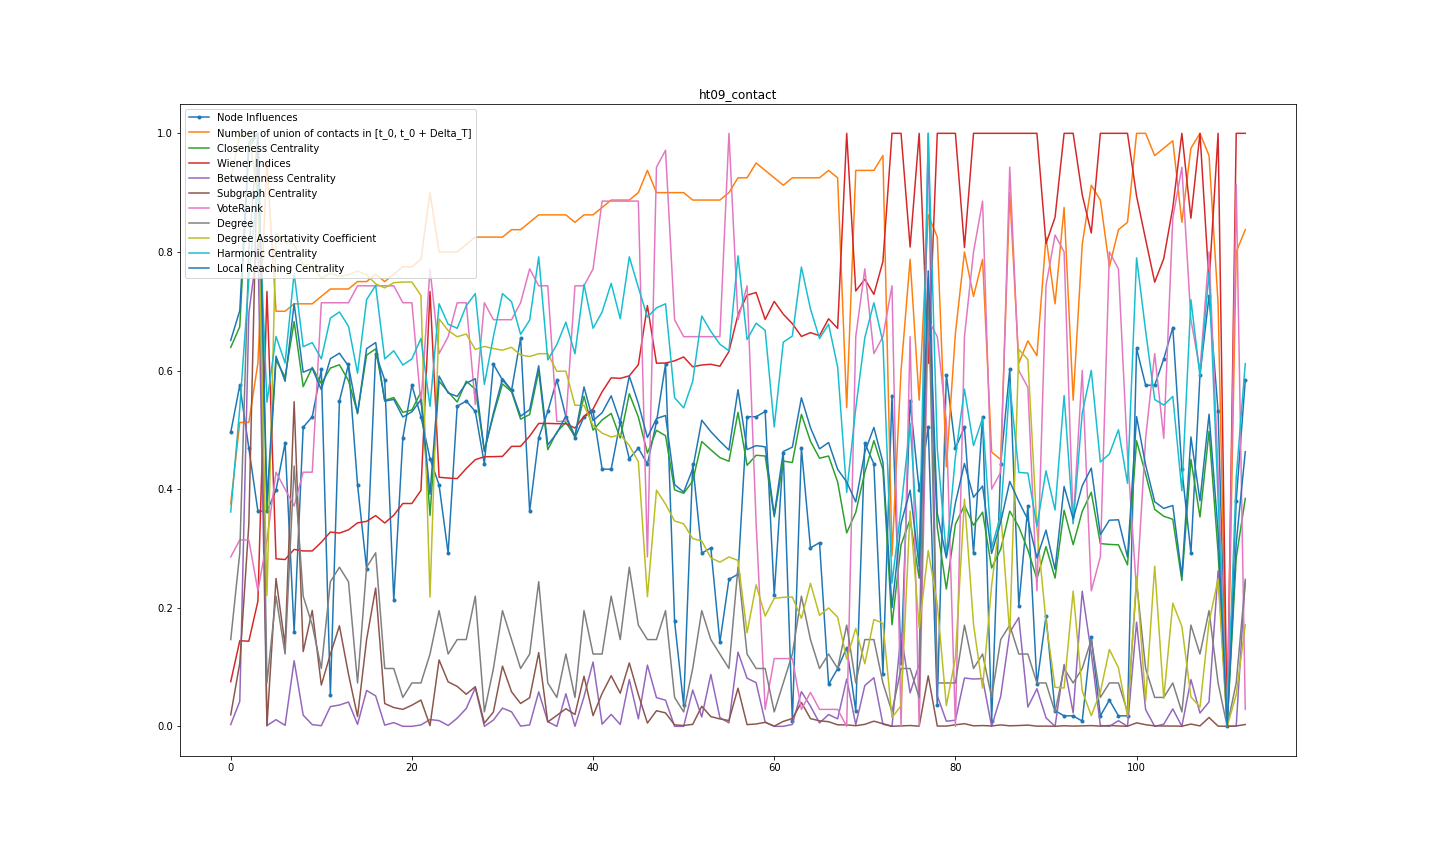 ht09_contact
Node Influences
Number of union of contacts in [t_0, t_0 + Delta_T]
Closeness Centrality
Wiener Indices
Betweenness Centrality
Subgraph Centrality
VoteRank
Degree
Degree Assortativity Coefficient
Harmonic Centrality
Local Reaching Centrality
1.0
0.8
0.6
0.4
0.2
0.0
0 20 40 60 80 100